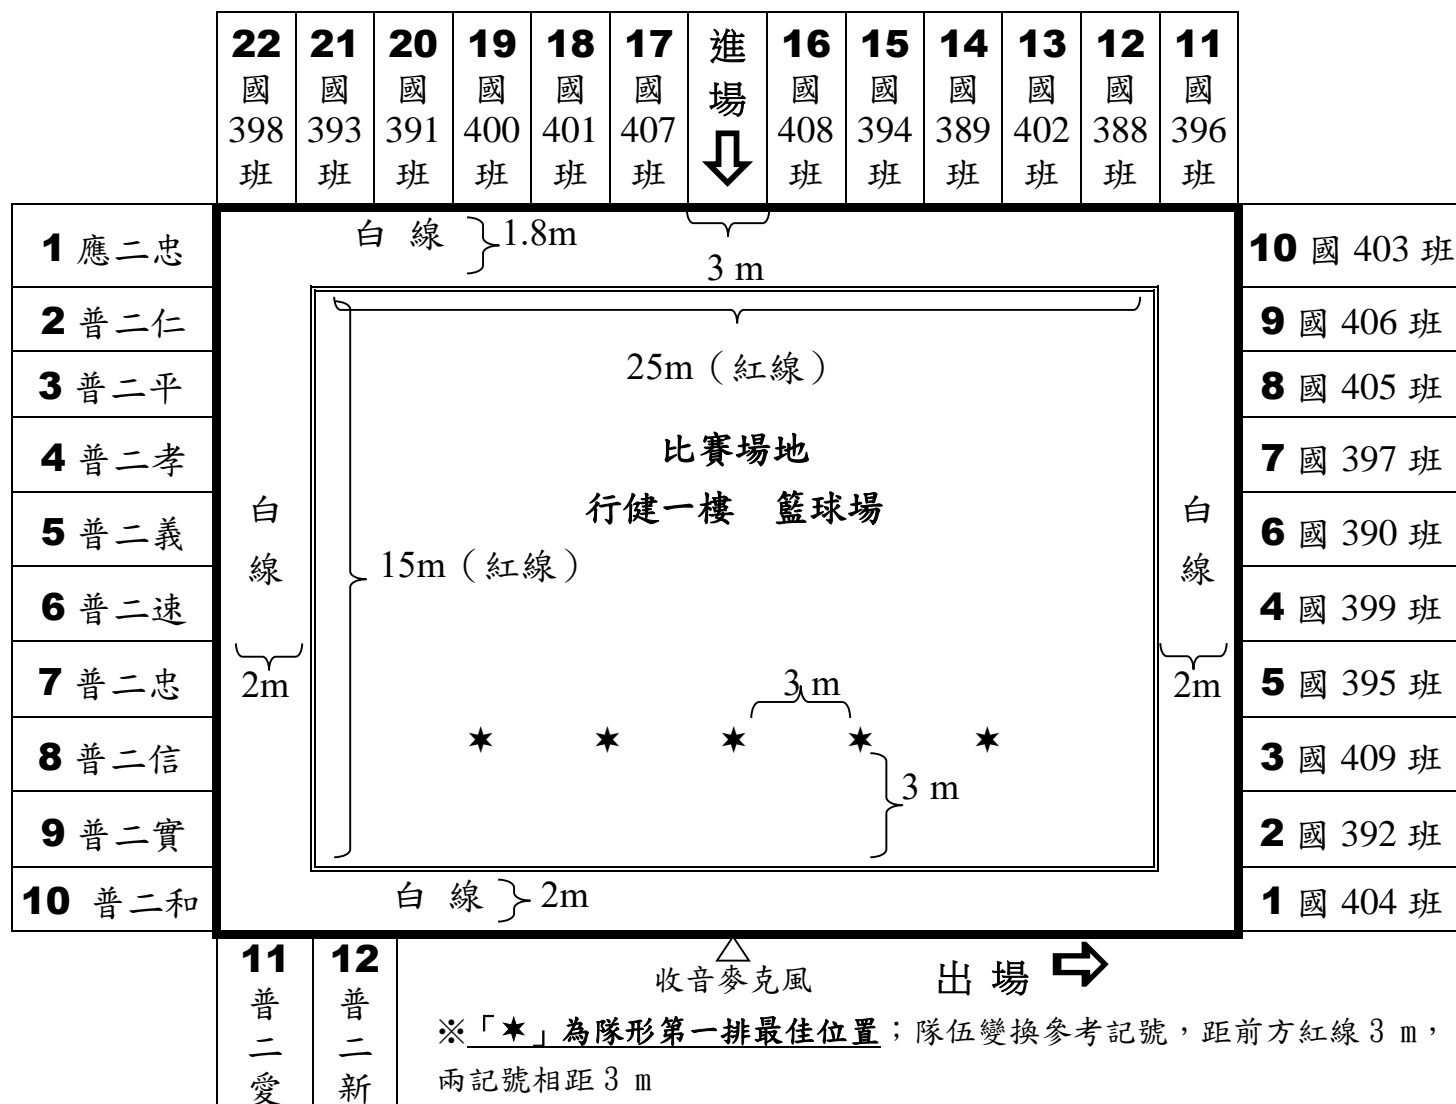 22 國 398 班
21 國 393 班
20 國 391 班
19 國 400 班
18 國 401 班
17 國 407 班
進場
16 國 408 班
15 國 394 班
14 國 389 班
13 國 402 班
12 國 388 班
11 國 396 班
1 應二忠
2 普二仁
3 普二平
4 普二孝
5 普二義
6 普二速
7 普二忠
8 普二信
9 普二實
10 普二和
11 普二愛
12 普二新
白 線 1.8m
3 m
25m（紅線）
比賽場地
行健一樓 籃球場
15m（紅線）
白線
2m
白線
2m
3 m
★ ★ ★ ★ ★
3 m
白 線 2m
10 國 403 班
9 國 406 班
8 國 405 班
7 國 397 班
6 國 390 班
4 國 399 班
5 國 395 班
3 國 409 班
2 國 392 班
1 國 404 班
收音麥克風
出 場
※「★」為隊形第一排最佳位置；隊伍變換參考記號，距前方紅線 3 m，
兩記號相距 3 m